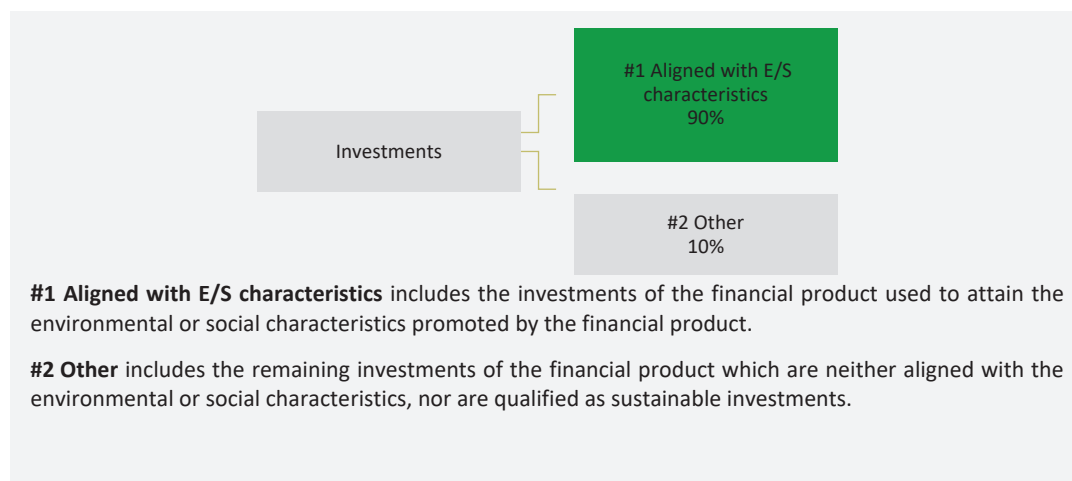 #1 Aligned with E/S
characteristics
90%
Investments
#2 Other
10%
#1 Aligned with E/S characteristics includes the investments of the financial product used to attain the
environmental or social characteristics promoted by the financial product.
#2 Other includes the remaining investments of the financial product which are neither aligned with the
environmental or social characteristics, nor are qualified as sustainable investments.